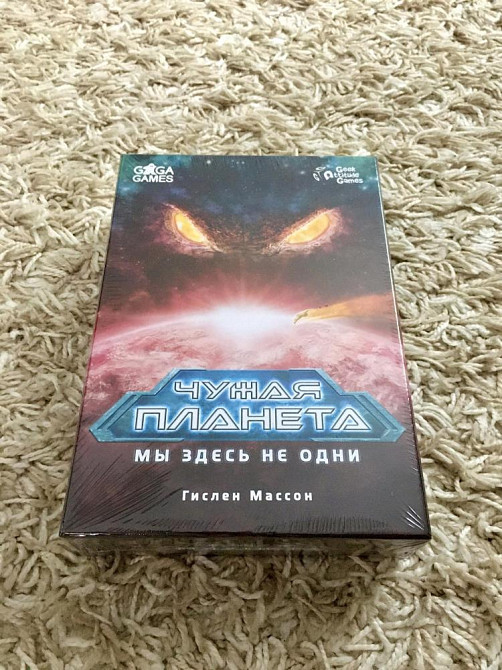 GAGA
GAMES
Geek
Attitude
Games
ЧУЖАЯ
ПЛАНЕТА
МЫ ЗДЕСЬ НЕ ОДНИ
Гислен Массон